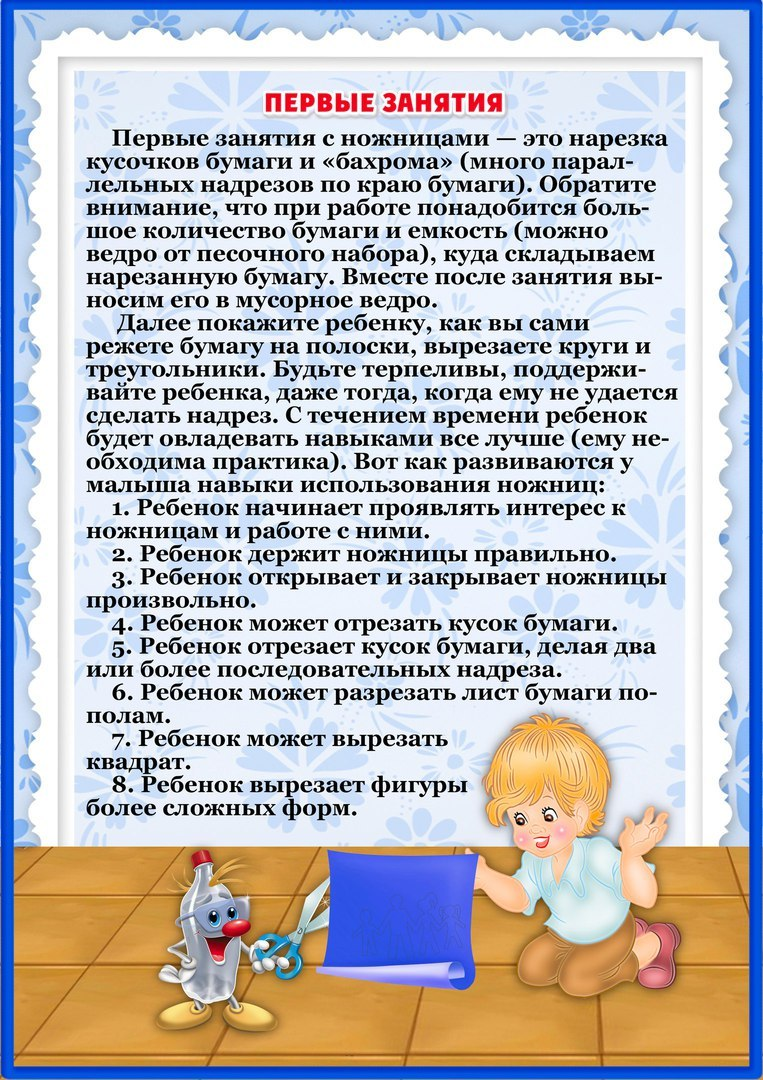 ПЕРВЫЕ ЗАНЯТИЯ
Первые занятия с ножницами — это нарезка
кусочков бумаги и «бахрома» (много парал-
лельных надрезов по краю бумаги). Обратите
внимание, что при работе понадобится боль-
шое количество бумаги и емкость (можно
ведро от песочного набора), куда складываем
нарезанную бумагу. Вместе после занятия вы-
носим его в мусорное ведро.
Далее покажите ребенку, как вы сами
режете бумагу на полоски, вырезаете круги и
треугольники. Будьте терпеливы, поддержи-
вайте ребенка, даже тогда, когда ему не удается
сделать надрез. С течением времени ребенок
будет овладевать навыками все лучше (ему не-
обходима практика). Вот как развиваются у
малыша навыки использования ножниц:
1. Ребенок начинает проявлять интерес к
ножницам и работе с ними.
2. Ребенок держит ножницы правильно.
3. Ребенок открывает и закрывает ножницы
произвольно.
4. Ребенок может отрезать кусок бумаги.
5. Ребенок отрезает кусок бумаги, делая два
или более последовательных надреза.
6. Ребенок может разрезать лист бумаги по-
полам.
7. Ребенок может вырезать
квадрат.
8. Ребенок вырезает фигуры
более сложных форм.